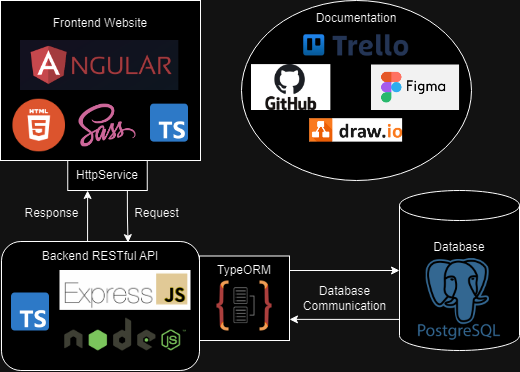 Frontend Website
ANGULAR
HTML
5
Sass
TS
HttpService
Response
Request
Documentation
Trello
GitHub
Figma
draw.io
Backend RESTful API
Express JS
TS
node
JS
TypeORM
Database
Communication
Database
PostgreSQL